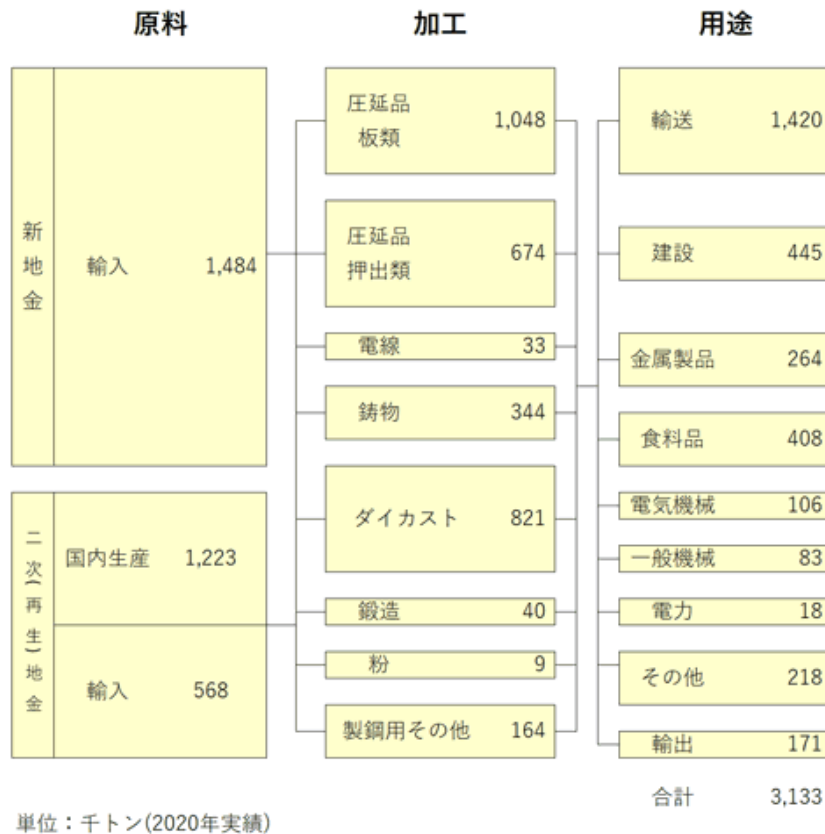 原料
加工
用途
新地金
輸入 1,484
二次(再生)地金
国内生産 1,223
輸入 568
圧延品
板類
1,048
圧延品
押出類
674
電線 33
鋳物 344
ダイカスト 821
鍛造 40
粉 9
製鋼用その他 164
輸送 1,420
建設 445
金属製品 264
食料品 408
電気機械 106
一般機械 83
電力 18
その他 218
輸出 171
合計 3,133
単位：千トン(2020年実績)